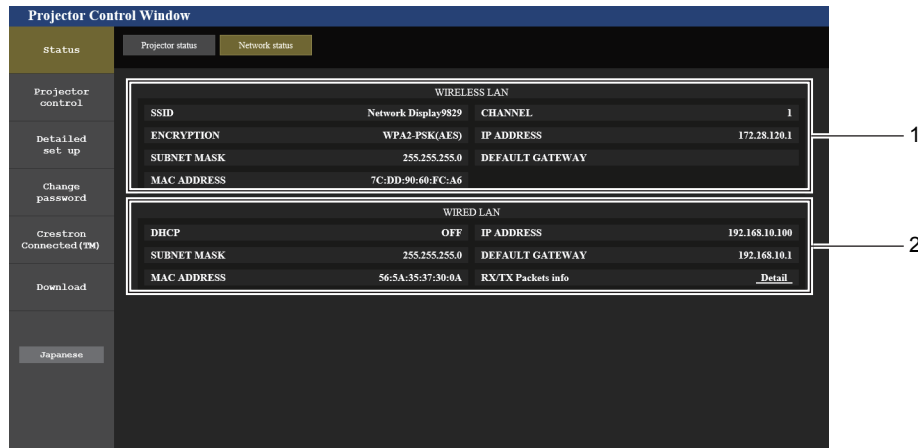 Projector Control Window
Status
Projector status
Network status
Projector
control
Detailed
set up
Change
password
Crestron
Connected(TM)
Download
Japanese
WIRELESS LAN
SSID Network Display9829 CHANNEL 1
ENCRYPTION WPA2-PSK(AES) IP ADDRESS 172.28.120.1
SUBNET MASK 255.255.255.0 DEFAULT GATEWAY
MAC ADDRESS 7C:DD:90:60:FC:A6
1
WIRED LAN
DHCP OFF IP ADDRESS 192.168.10.100
SUBNET MASK 255.255.255.0 DEFAULT GATEWAY 192.168.10.1
MAC ADDRESS 56:5A:35:37:30:0A RX/TX Packets info Detail
2